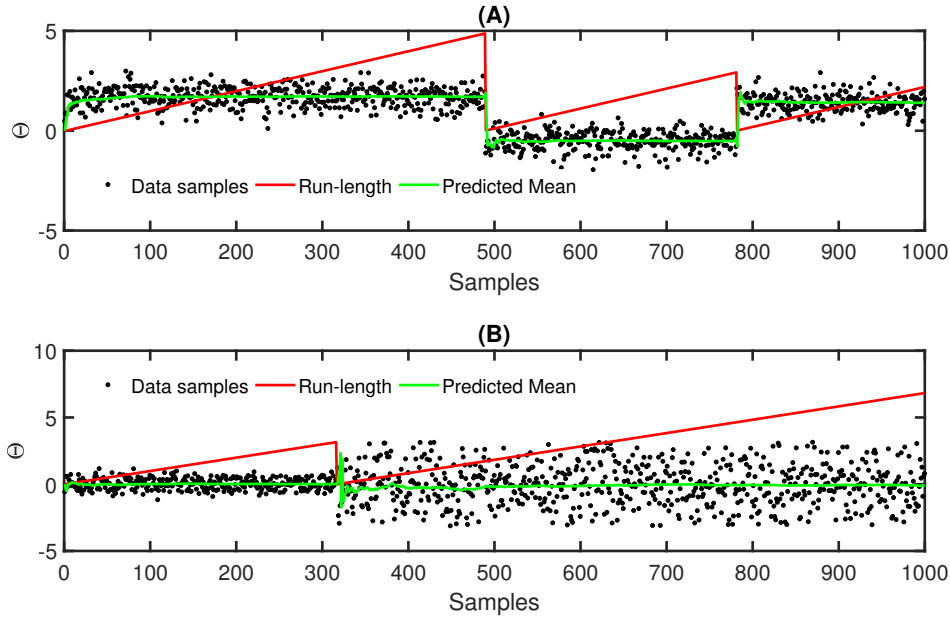 (A)
5
0
-5
Θ
Data samples Run-length Predicted Mean
0 100 200 300 400 500 600 700 800 900 1000
Samples
(B)
10
5
0
-5
Θ
Data samples Run-length Predicted Mean
0 100 200 300 400 500 600 700 800 900 1000
Samples